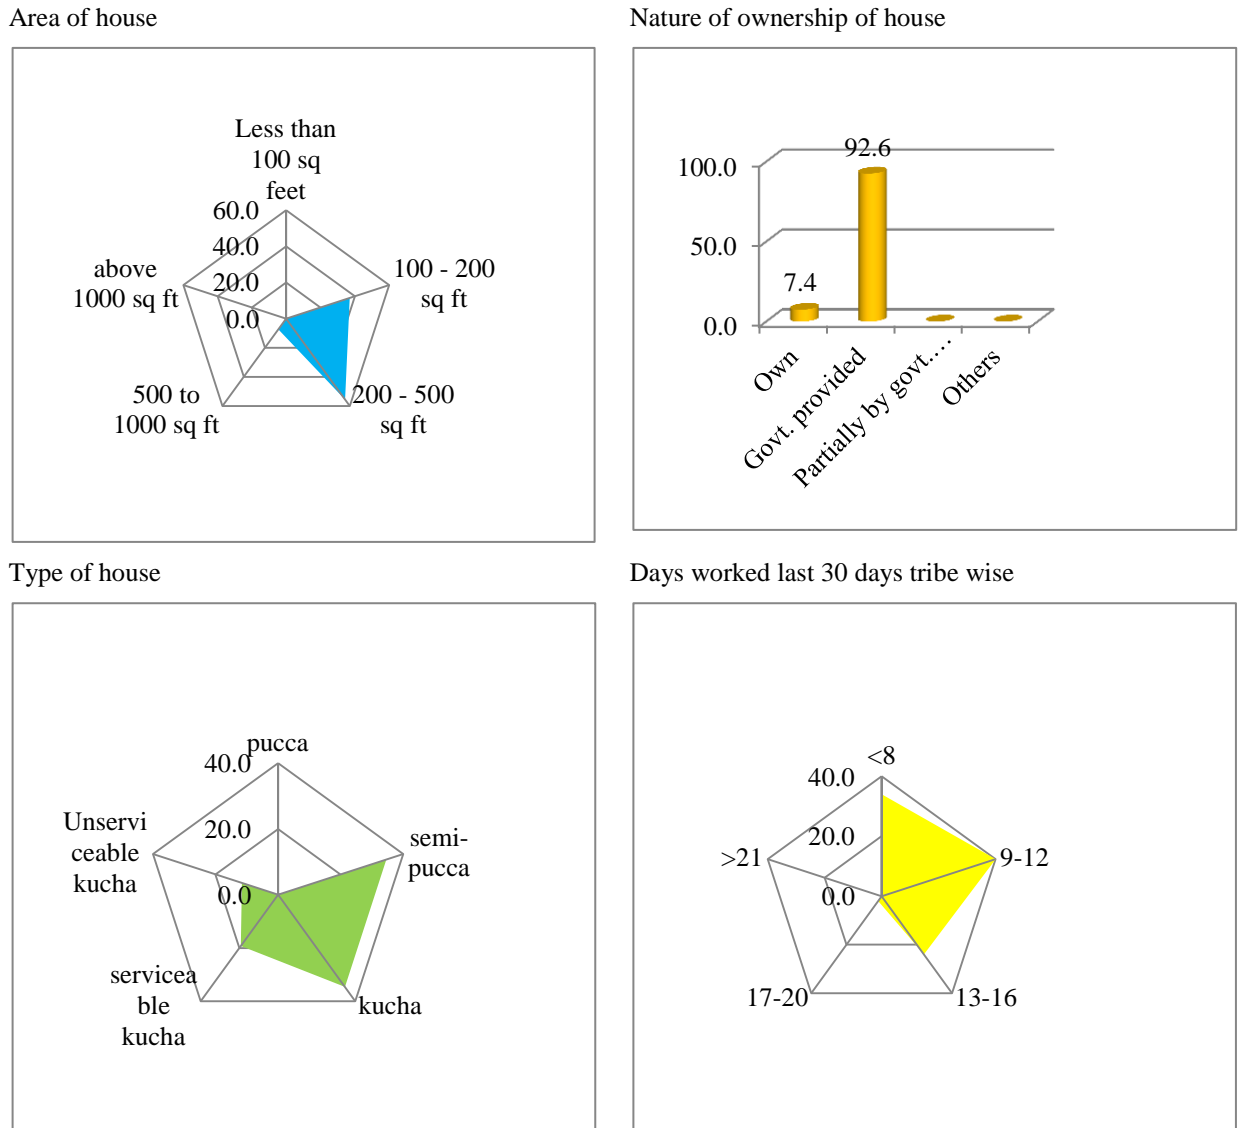 Area of house
Less than
100 sq
feet
60.0
40.0
20.0
0.0
100 - 200
sq ft
200 - 500
sq ft
500 to
1000 sq ft
above
1000 sq ft
Nature of ownership of house
100.0
50.0
0.0
7.4
92.6
Own
Govt. provided
Partially by govt.…
Others
Type of house
pucca
40.0
20.0
0.0
semi-
pucca
kucha
servicea
ble
kucha
Unservi
ceable
kucha
Days worked last 30 days tribe wise
<8
40.0
20.0
0.0
9-12
13-16
17-20
>21